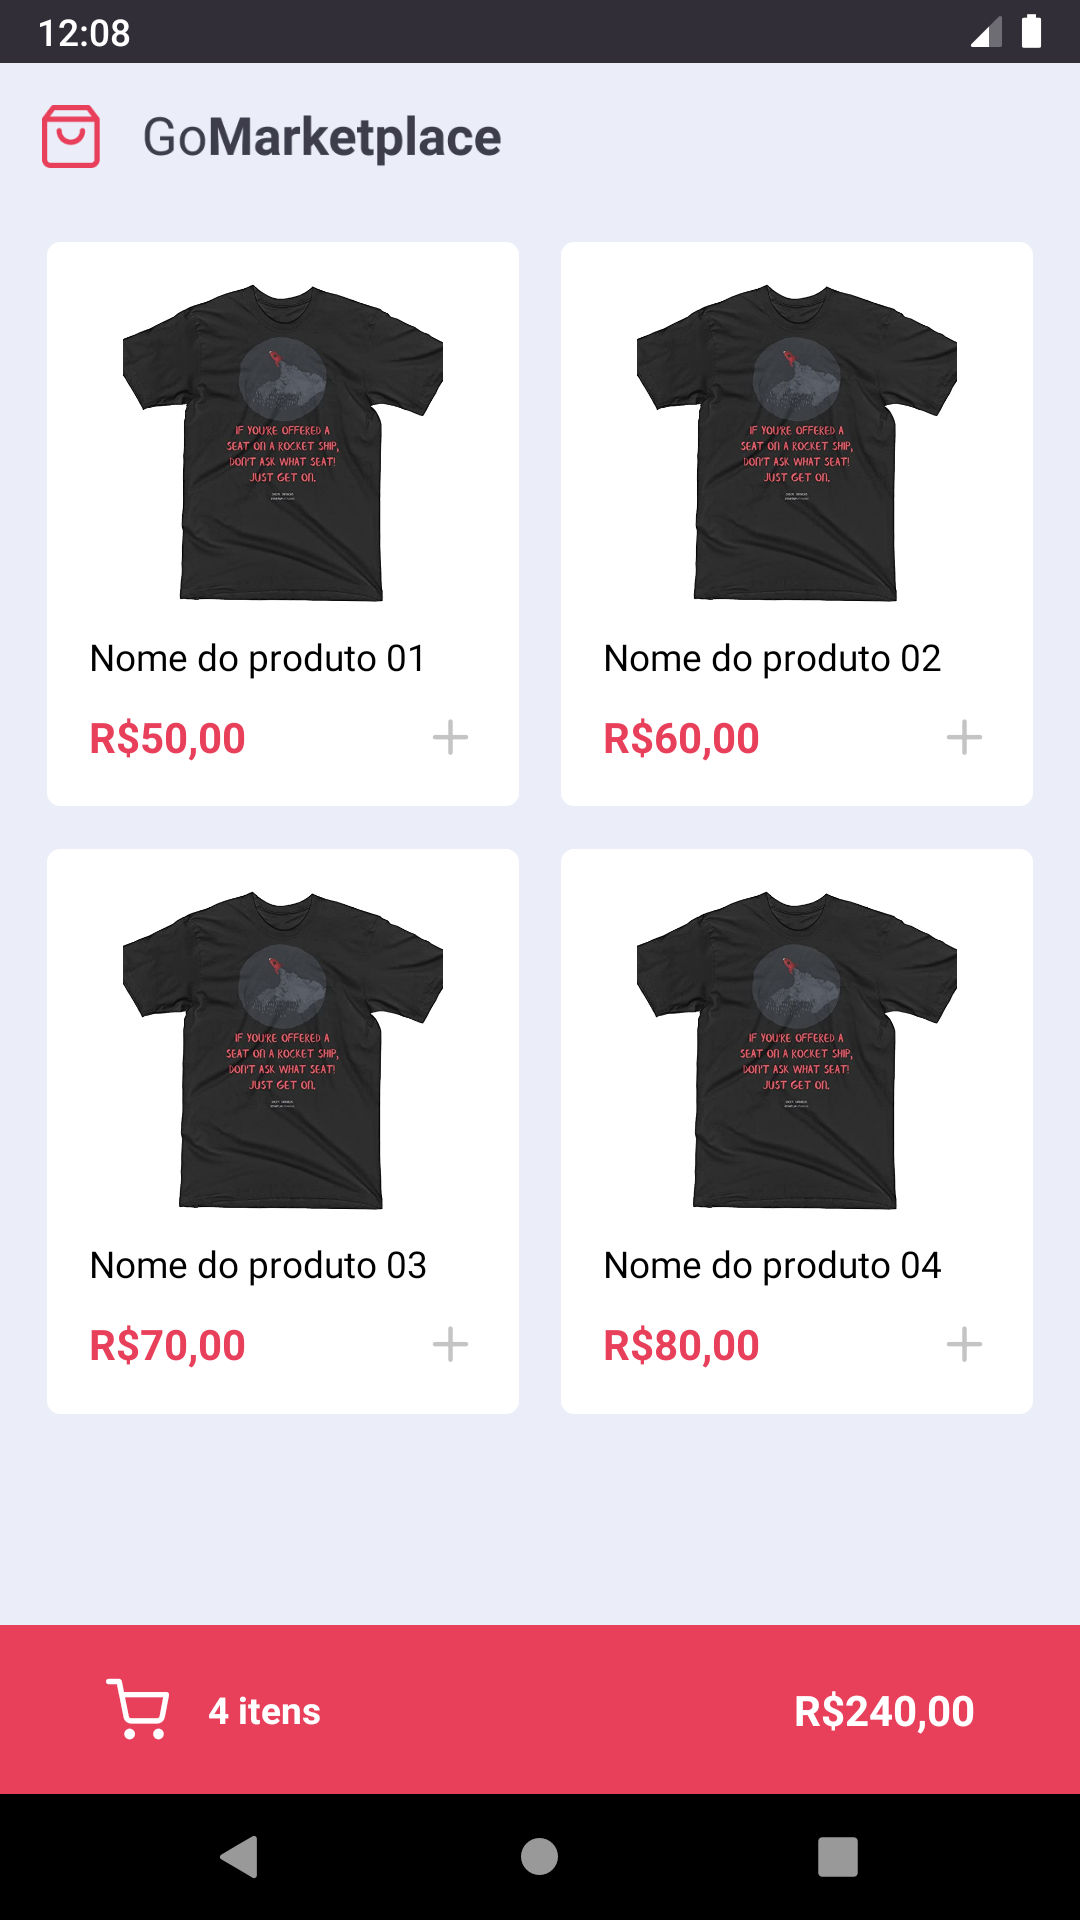 12:08
GoMarketplace
IF YOU'RE OFFERED A
SEAT ON A ROCKET SHIP,
DON'T ASK WHAT SEAT!
JUST GET ON.
IF YOU'RE OFFERED A
SEAT ON A ROCKET SHIP,
DON'T ASK WHAT SEAT!
JUST GET ON.
Nome do produto 01
Nome do produto 02
R$50,00 +
R$60,00 +
IF YOU'RE OFFERED A
SEAT ON A ROCKET SHIP,
DON'T ASK WHAT SEAT!
JUST GET ON.
IF YOU'RE OFFERED A
SEAT ON A ROCKET SHIP,
DON'T ASK WHAT SEAT!
JUST GET ON.
Nome do produto 03
Nome do produto 04
R$70,00 +
R$80,00 +
4 itens
R$240,00